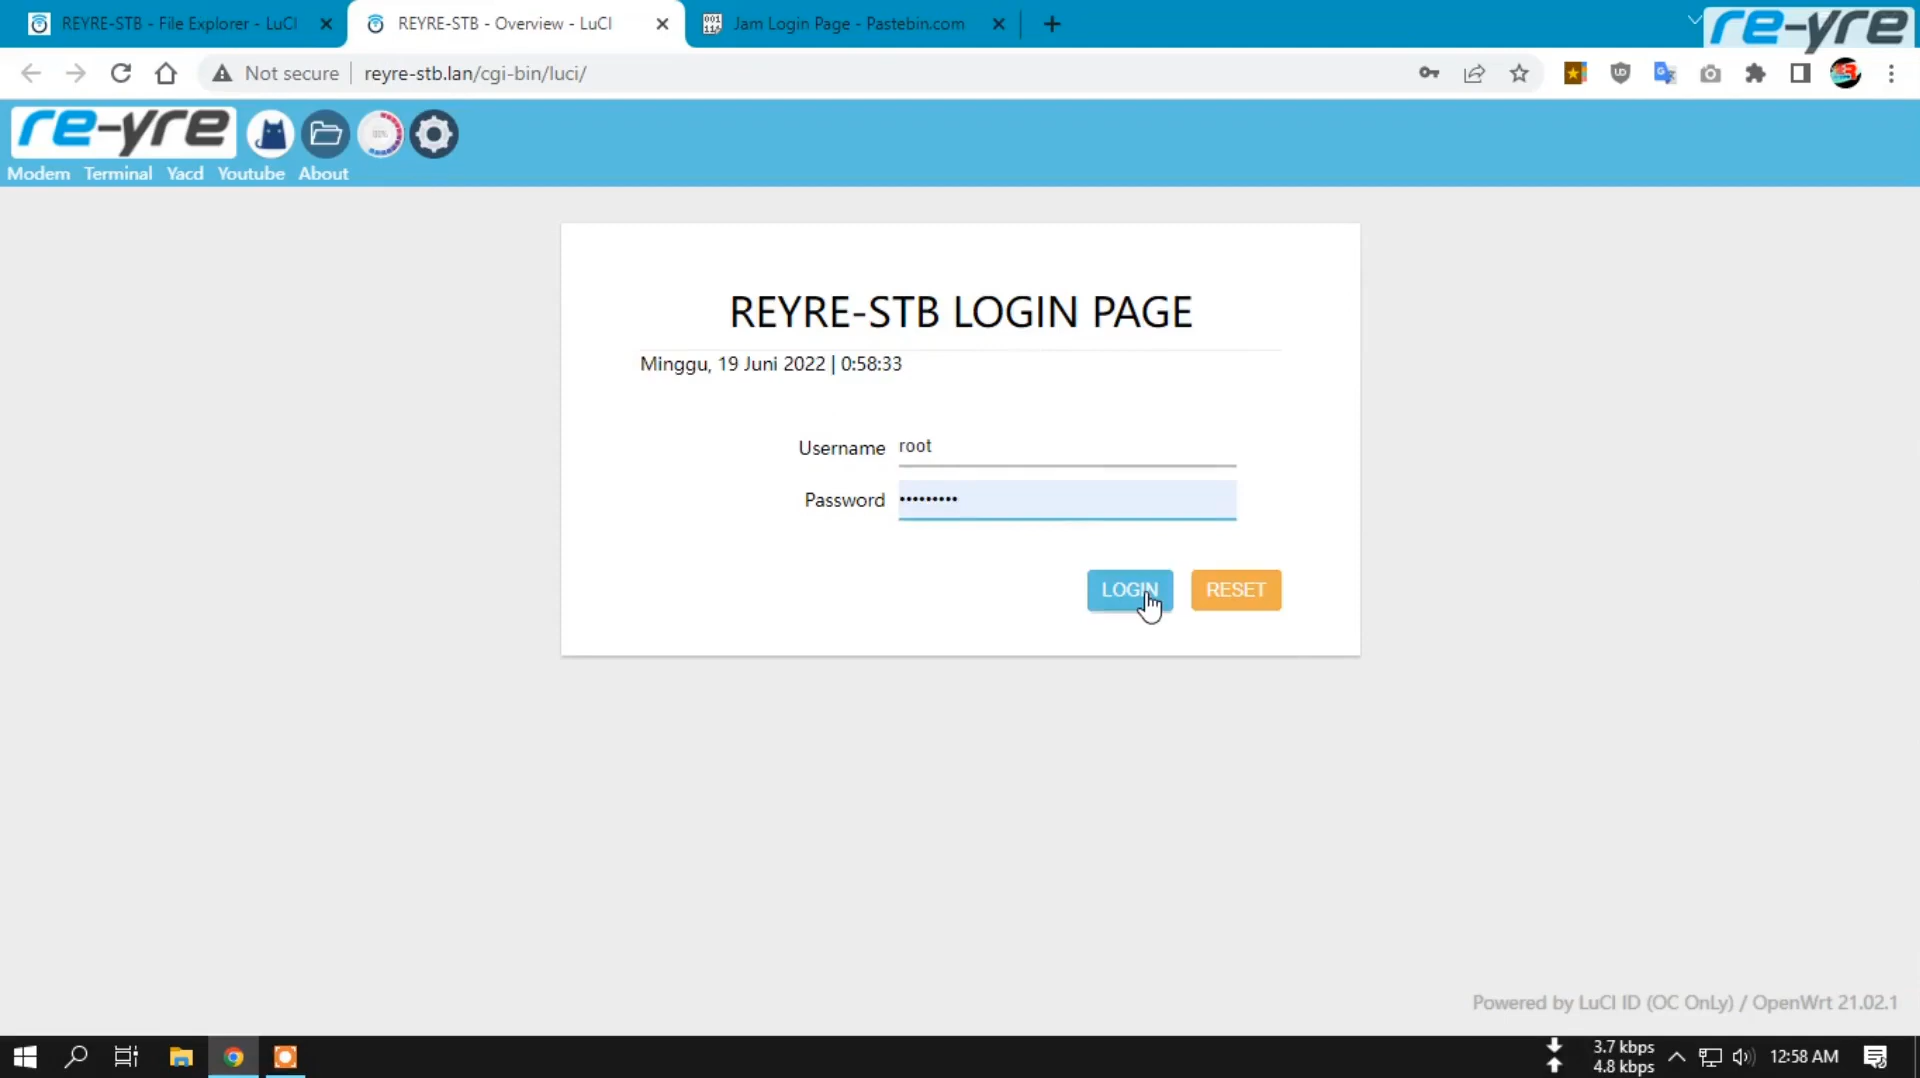 REYRE-STB - File Explorer - LuCI
REYRE-STB - Overview - LuCI
Jam Login Page - Pastebin.com
re-yre
Not secure
reyre-stb.lan/cgi-bin/luci/
re-yre
Modem Terminal Yacd Youtube About
REYRE-STB LOGIN PAGE
Minggu, 19 Juni 2022 | 0:58:33
Username root
Password •••••••••
LOGIN RESET
Powered by LuCI ID (OC OnLy) / OpenWrt 21.02.1
3.7 kbps
4.8 kbps
12:58 AM